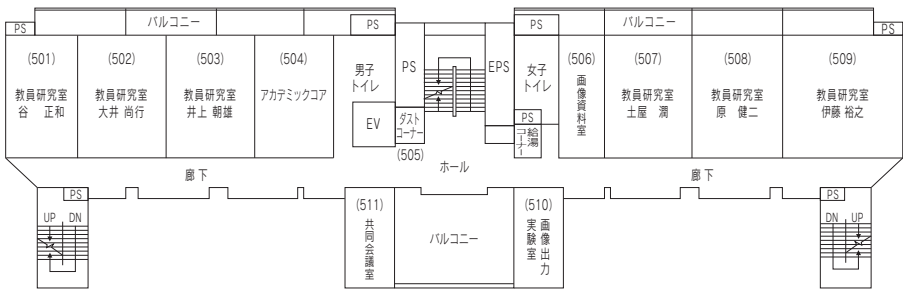 バルコニー
バルコニー
PS
PS
PS
PS
(501)
教員研究室
谷 正和
(502)
教員研究室
大井 尚行
(503)
教員研究室
井上 朝雄
(504)
アカデミックコア
男子
トイレ
PS
EPS
女子
トイレ
(506)
画像資料室
(507)
教員研究室
土屋 潤
(508)
教員研究室
原 健二
(509)
教員研究室
伊藤 裕之
EV
ダスト
コーナー
(505)
PS
給湯
コーナー
ホール
廊 下
廊 下
PS
UP DN
(511)
共同会議室
バルコニー
(510)
画像出力
実験室
PS
DN UP